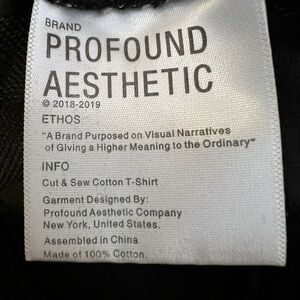 BRAND
PROFOUND
AESTHETIC
© 2018-2019
ETHOS
"A Brand Purposed on Visual Narratives
of Giving a Higher Meaning to the Ordinary"
INFO
Cut & Sew Cotton T-Shirt
Garment Designed By:
Profound Aesthetic Company
New York, United States.
Assembled in China
Made of 100% Cotton.